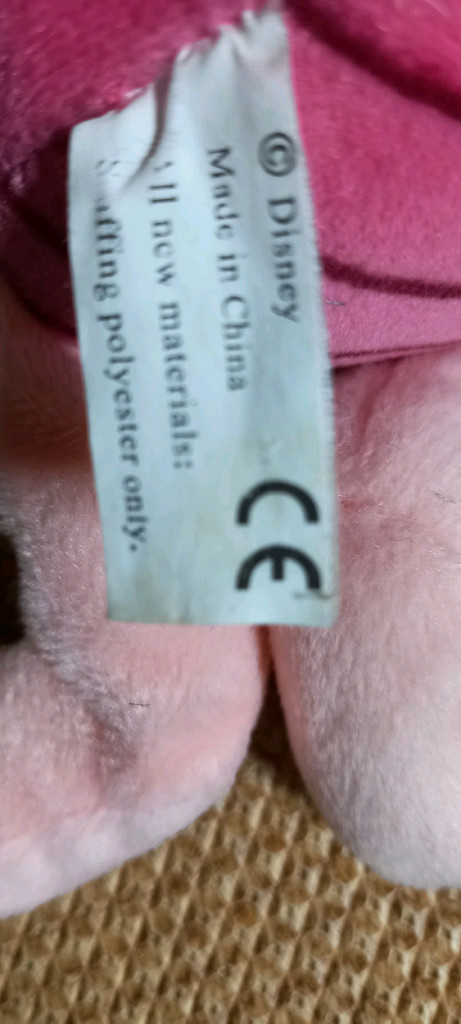 © Disney
Made in China
All new materials:
Stuffing polyester only.
CE